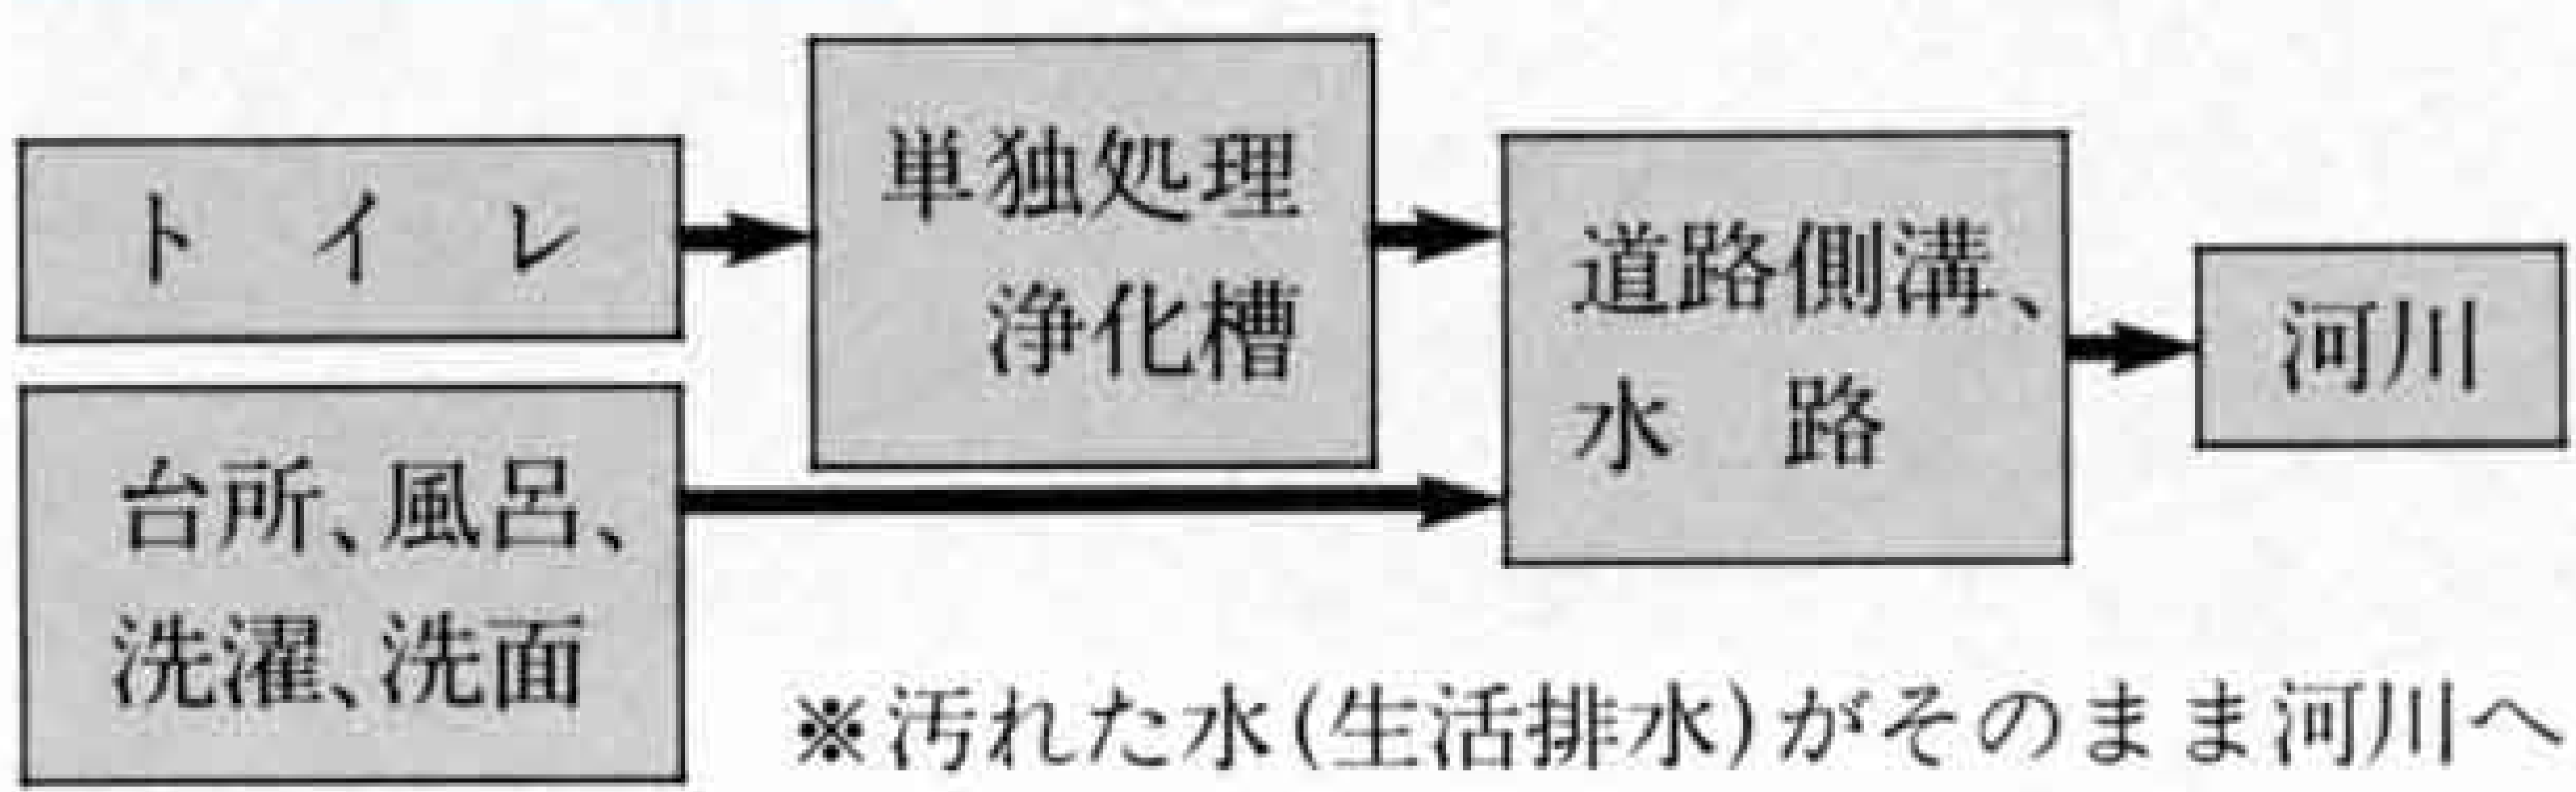 トイレ
単独処理
浄化槽
道路側溝、
水路
河川
台所、風呂、
洗濯、洗面
※汚れた水(生活排水)がそのまま河川へ